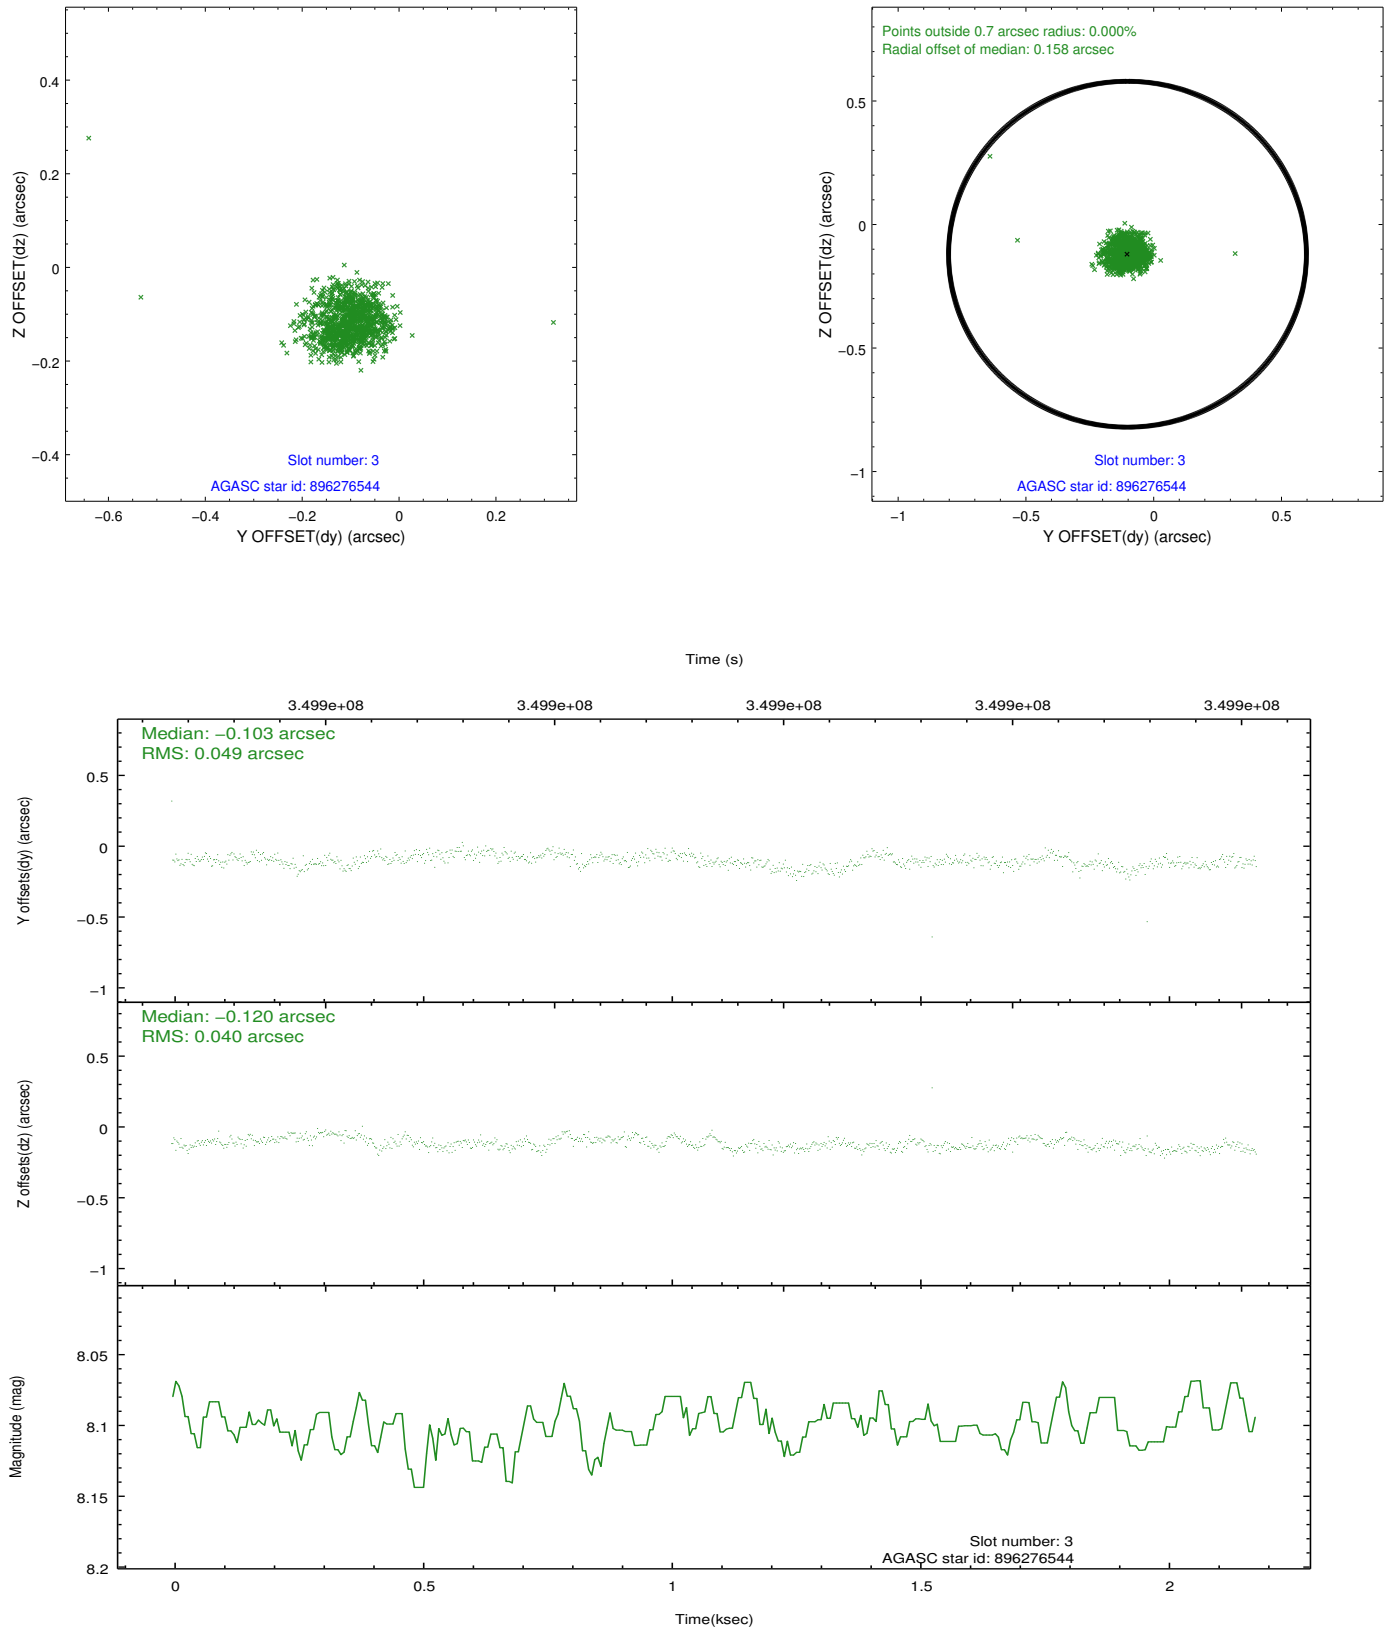 0.4
0.2
0
−0.2
−0.4
Z OFFSET(dz) (arcsec)
Slot number: 3
AGASC star id: 896276544
−0.6 −0.4 −0.2 0 0.2
Y OFFSET(dy) (arcsec)
Points outside 0.7 arcsec radius: 0.000%
Radial offset of median: 0.158 arcsec
0.5
0
−0.5
−1
Z OFFSET(dz) (arcsec)
Slot number: 3
AGASC star id: 896276544
−1 −0.5 0 0.5
Y OFFSET(dy) (arcsec)
Time (s)
3.499e+08 3.499e+08 3.499e+08 3.499e+08 3.499e+08
Median: −0.103 arcsec
RMS: 0.049 arcsec
0.5
0
−0.5
−1
Y offsets(dy) (arcsec)
Median: −0.120 arcsec
RMS: 0.040 arcsec
0.5
0
−0.5
−1
Z offsets(dz) (arcsec)
8.05
8.1
8.15
8.2
Magnitude (mag)
Slot number: 3
AGASC star id: 896276544
0 0.5 1 1.5 2
Time(ksec)